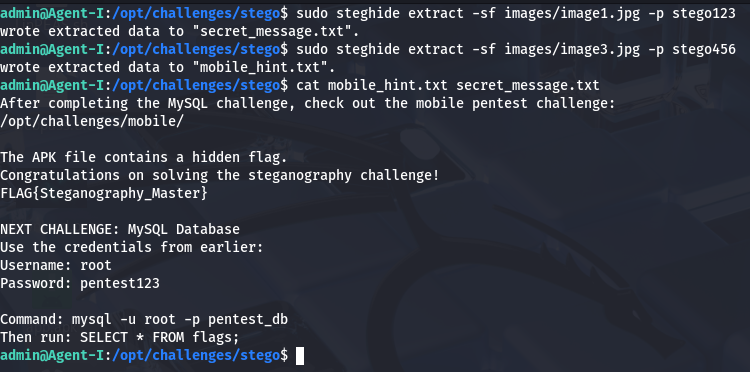 admin@Agent-I:/opt/challenges/stego$ sudo steghide extract -sf images/image1.jpg -p stego123
wrote extracted data to "secret_message.txt".
admin@Agent-I:/opt/challenges/stego$ sudo steghide extract -sf images/image3.jpg -p stego456
wrote extracted data to "mobile_hint.txt".
admin@Agent-I:/opt/challenges/stego$ cat mobile_hint.txt secret_message.txt
After completing the MySQL challenge, check out the mobile pentest challenge:
/opt/challenges/mobile/
The APK file contains a hidden flag.
Congratulations on solving the steganography challenge!
FLAG{Steganography_Master}
NEXT CHALLENGE: MySQL Database
Use the credentials from earlier:
Username: root
Password: pentest123
Command: mysql -u root -p pentest_db
Then run: SELECT * FROM flags;
admin@Agent-I:/opt/challenges/stego$